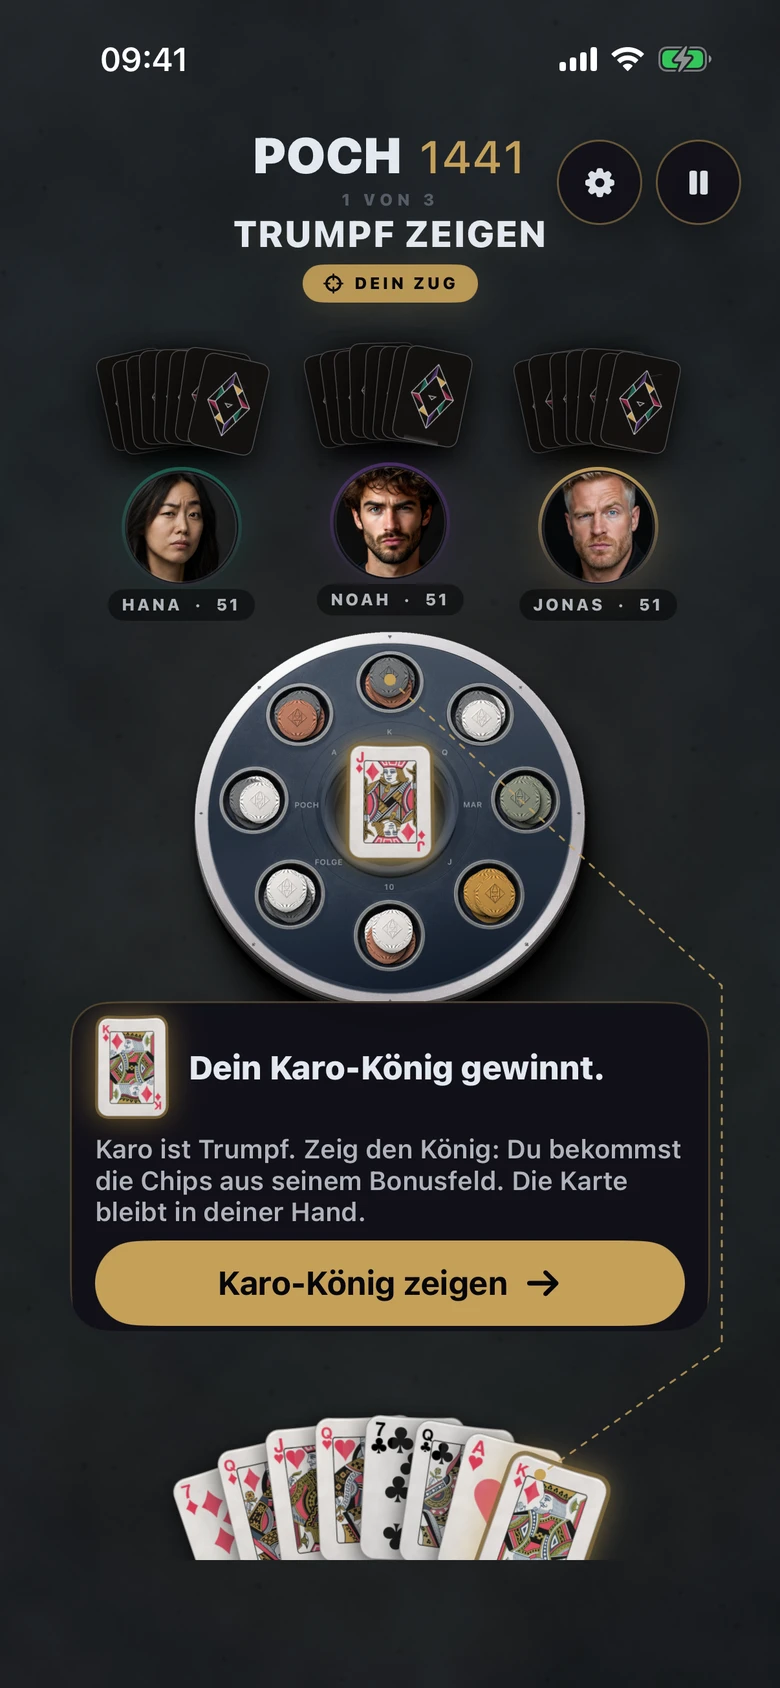 09:41
POCH 1441
1 VON 3
TRUMPF ZEIGEN
DEIN ZUG
HANA · 51
NOAH · 51
JONAS · 51
K
A
Q
J
POCH
MAR
J
FOLGE
J
10
K
Dein Karo-König gewinnt.
K
Karo ist Trumpf. Zeig den König: Du bekommst
die Chips aus seinem Bonusfeld. Die Karte
bleibt in deiner Hand.
Karo-König zeigen →
7
Q
J
Q
7
Q
A
K